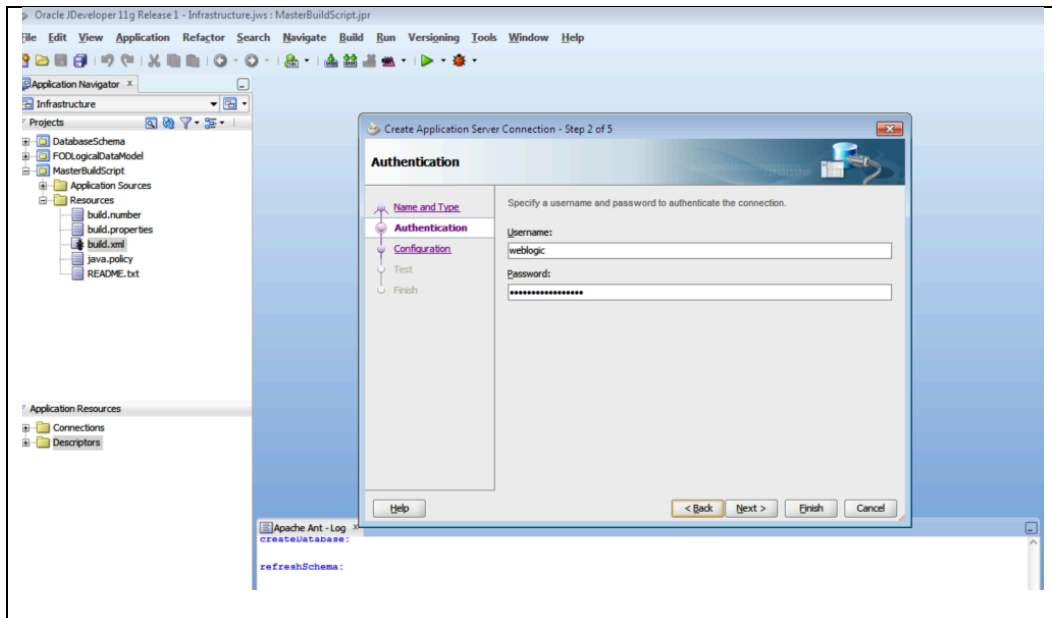 Oracle JDeveloper 11g Release 1 - Infrastructure.jws : MasterBuildScript.jpr
File Edit View Application Refactor Search Navigate Build Run Versioning Tools Window Help
Application Navigator
Infrastructure
Projects
DatabaseSchema
FODLogicalDataModel
MasterBuildScript
Application Sources
Resources
build.number
build.properties
build.xml
java.policy
README.txt
Application Resources
Connections
Descriptors
Create Application Server Connection - Step 2 of 5
Authentication
Name and Type
Authentication
Configuration
Test
Finish
Specify a username and password to authenticate the connection.
Username:
weblogic
Password:
•••••••••••••••••
Help
< Back
Next >
Finish
Cancel
Apache Ant - Log
createDatabase:
refreshSchema: